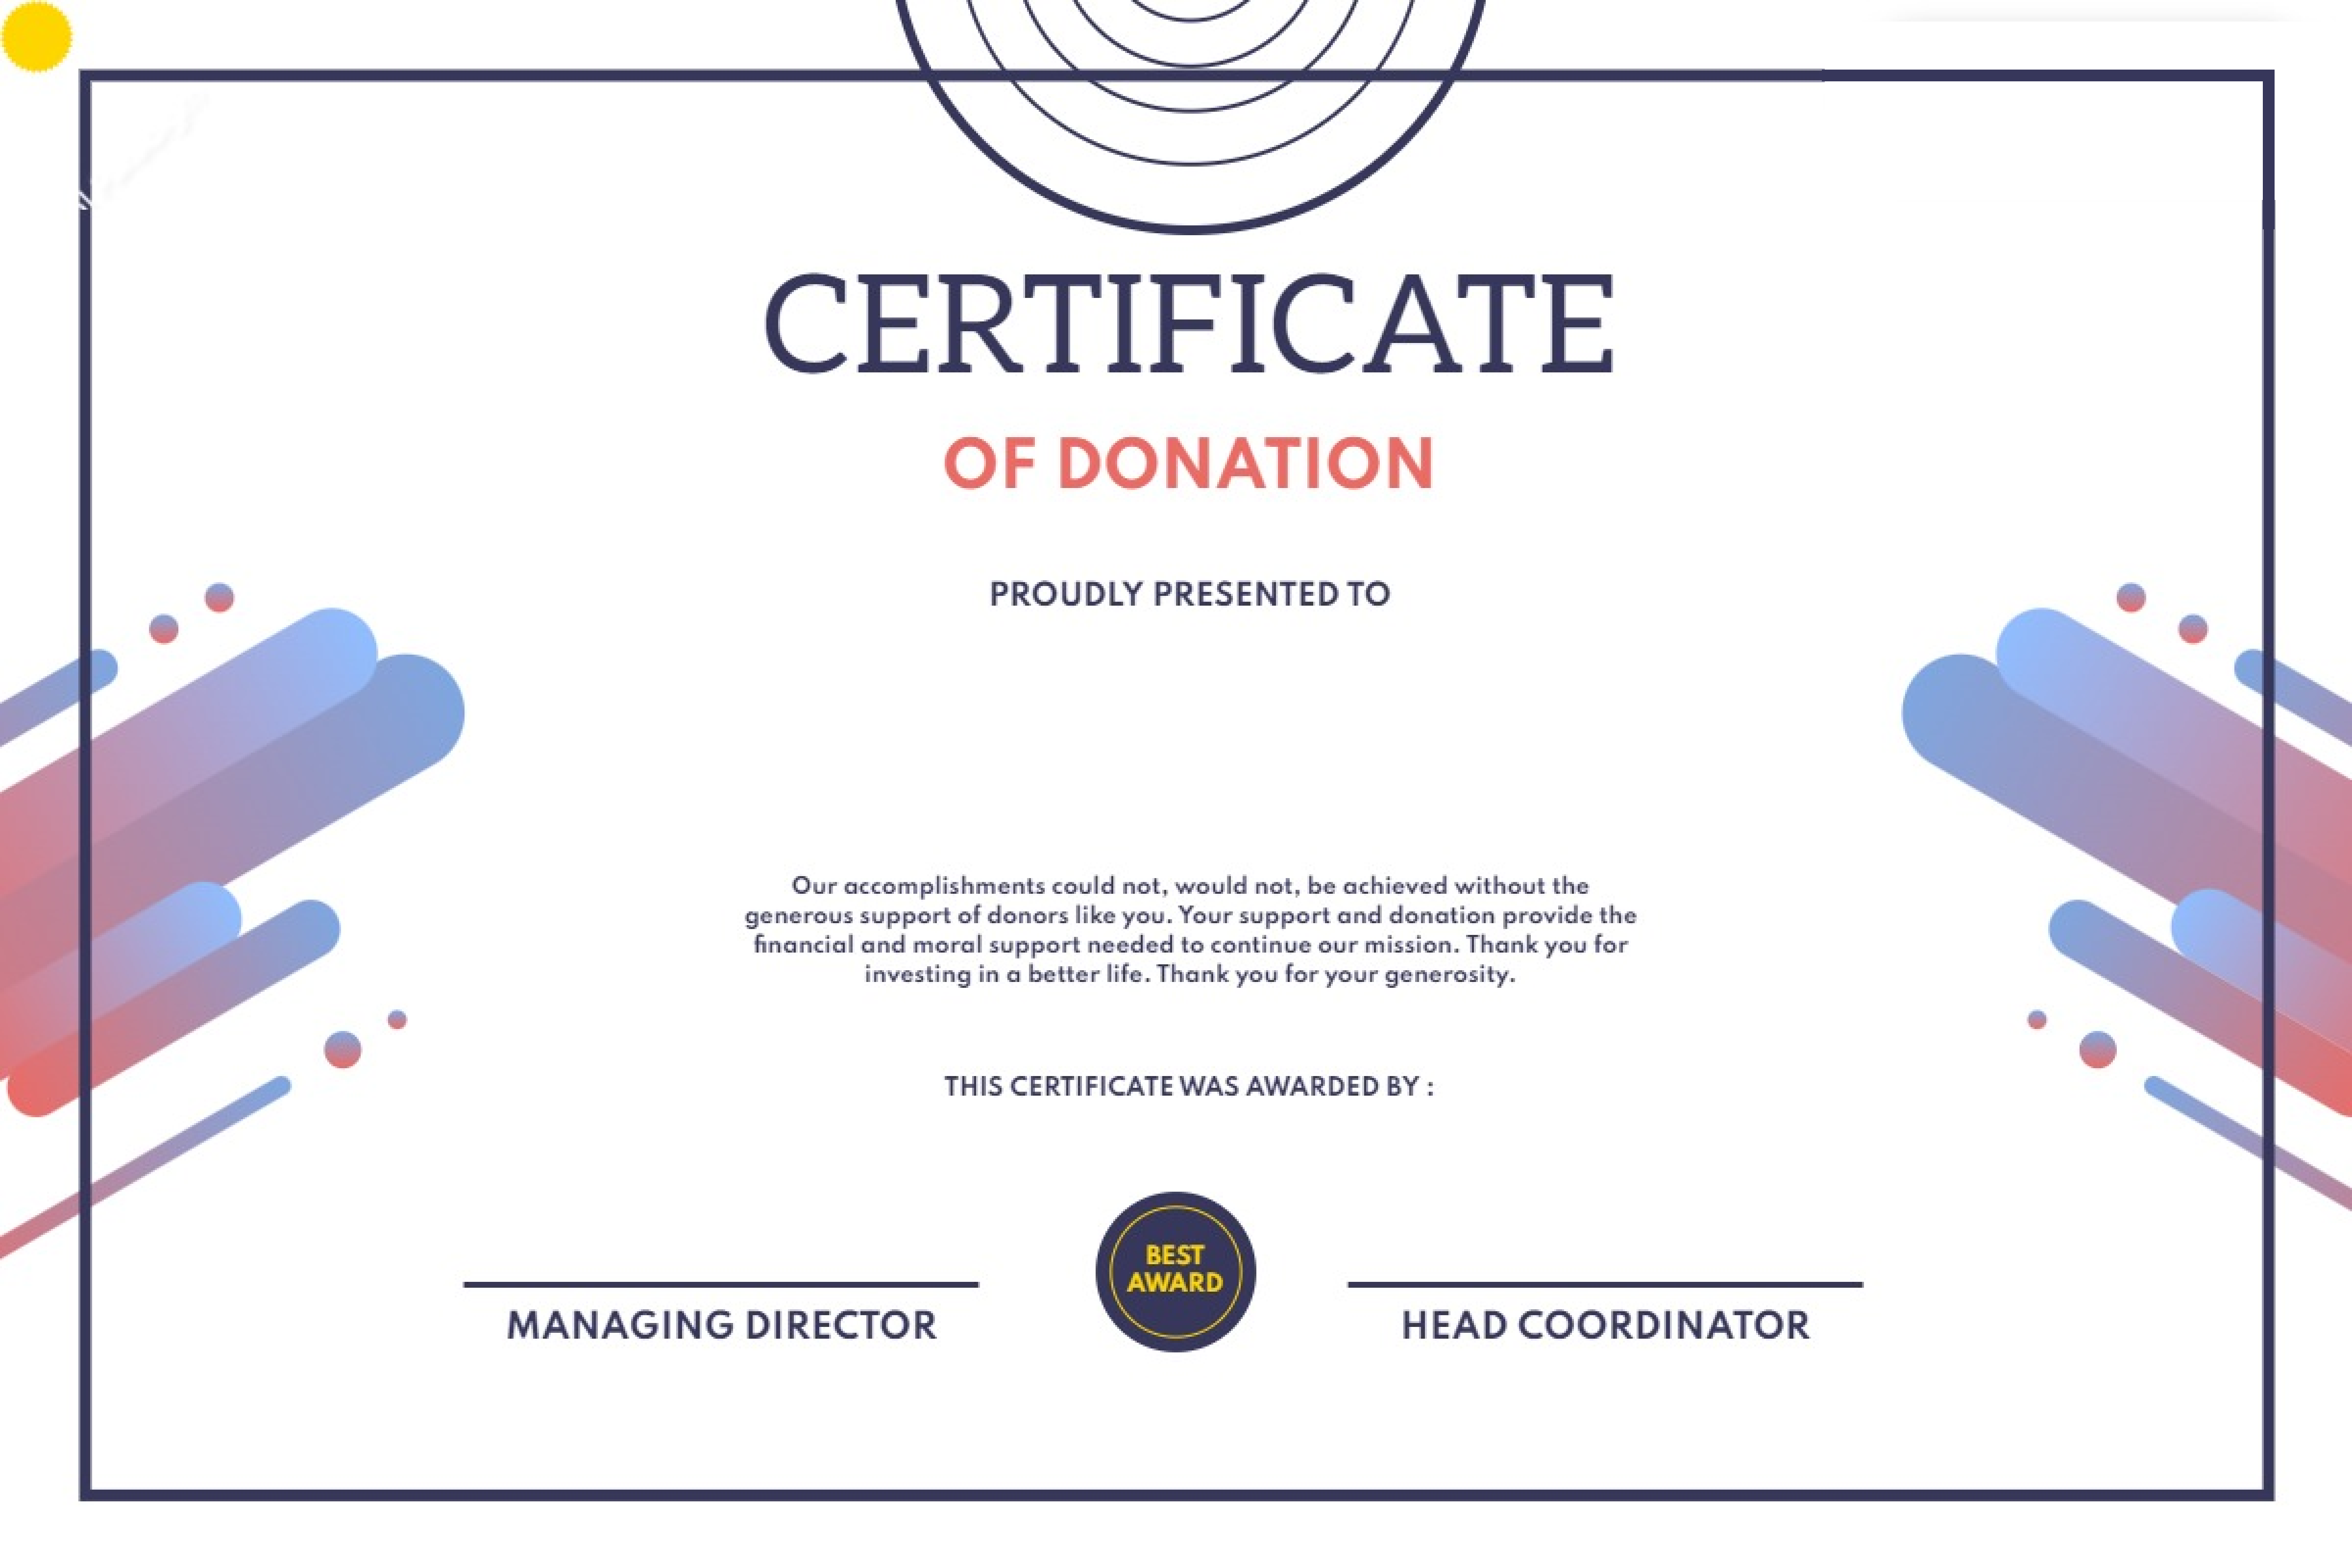 CERTIFICATE
OF DONATION
PROUDLY PRESENTED TO
Our accomplishments could not, would not, be achieved without the
generous support of donors like you. Your support and donation provide the
financial and moral support needed to continue our mission. Thank you for
investing in a better life. Thank you for your generosity.
THIS CERTIFICATE WAS AWARDED BY :
BEST
AWARD
MANAGING DIRECTOR
HEAD COORDINATOR